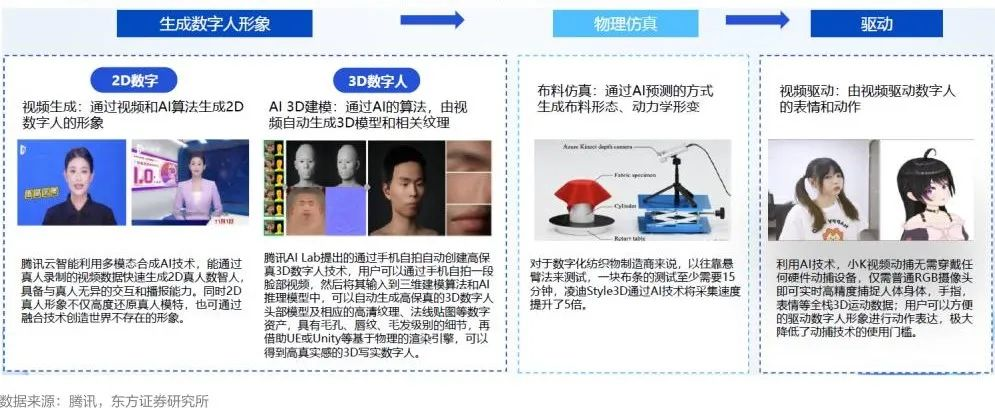 生成数字人形象
物理仿真
驱动
2D数字
视频生成：通过视频和AI算法生成2D
数字人的形象
腾讯云智能利用多模态合成AI技术，能通过
真人录制的视频数据快速生成2D真人数智人，
具备与真人无异的交互和播报能力。同时2D
真人形象不仅高度还原真人模特，也可通过
融合技术创造世界不存在的形象。
3D数字人
AI 3D建模：通过AI的算法，由视
频自动生成3D模型和相关纹理
腾讯AI Lab提出的通过手机自拍自动创建高保
真3D数字人技术，用户可以通过手机自拍一段
脸部视频，然后将其输入到三维建模算法和AI
推理模型中，可以自动生成高保真的3D数字人
头部模型及相应的高清纹理、法线贴图等数字
资产，具有毛孔、唇纹、毛发级别的细节，再
借助UE或Unity等基于物理的渲染引擎，可以
得到高真实感的3D写实数字人。
布料仿真：通过AI预测的方式
生成布料形态、动力学形变
Azure Kinect depth camera
Fabric specimen
Cylinder
Rotary table
对于数字化纺织物制造商来说，以往靠悬
臂法来测试，一块布条的测试至少需要15
分钟，凌迪Style3D通过AI技术将采集速度
提升了5倍。
视频驱动：由视频驱动数字人
的表情和动作
利用AI技术，小K视频动捕无需穿戴任
何硬件动捕设备，仅需普通RGB摄像头
即可实时高精度捕捉人体身体，手指，
表情等全栈3D运动数据；用户可以方便
的驱动数字人形象进行动作表达，极大
降低了动捕技术的使用门槛。
数据来源：腾讯，东方证券研究所